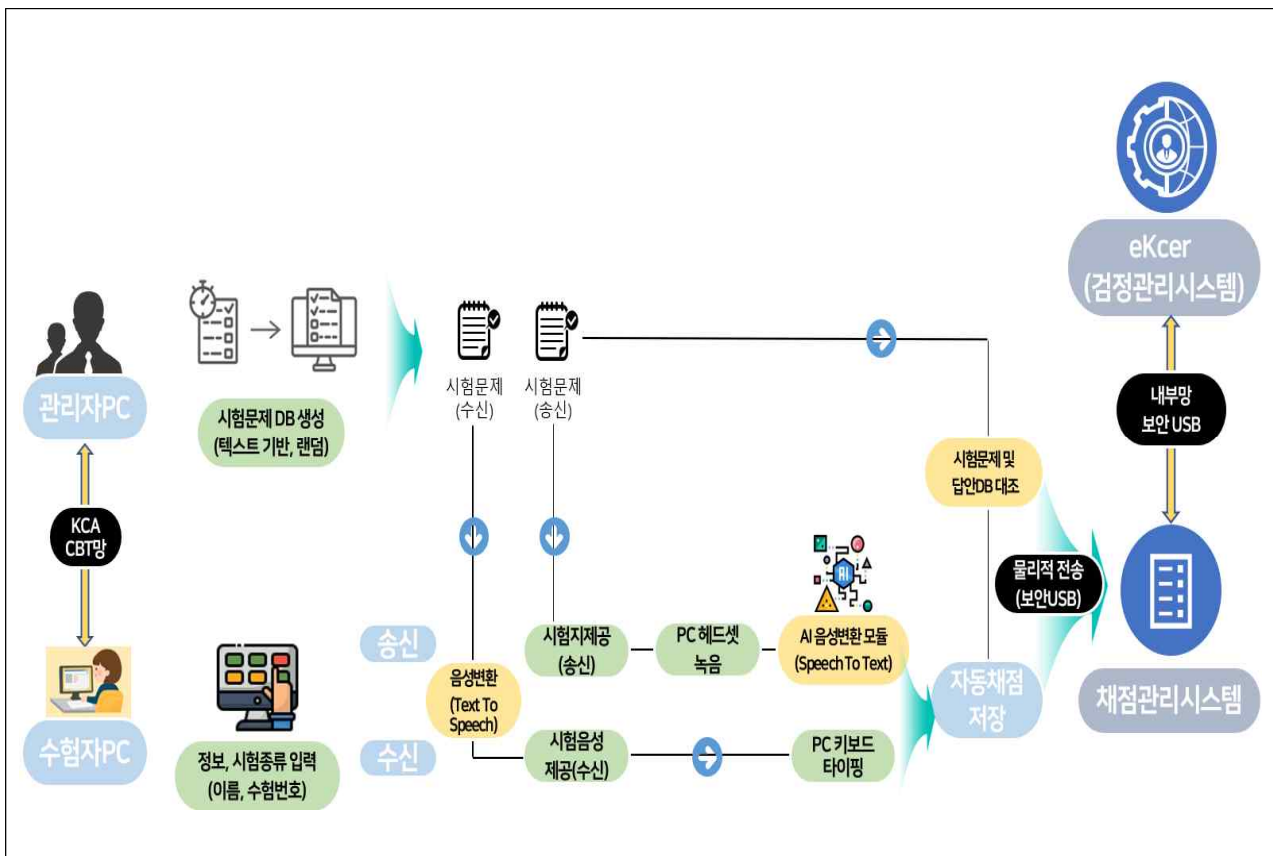 eKcer
(검정관리시스템)
관리자PC
시험문제 DB 생성
(텍스트 기반, 랜덤)
시험문제
(수신)
시험문제
(송신)
내부망
보안 USB
시험문제 및
답안DB 대조
KCA
CBT망
물리적 전송
(보안USB)
AI
송신
시험지제공
(송신)
PC 헤드셋
녹음
AI 음성변환 모듈
(Speech To Text)
음성변환
(Text To
Speech)
자동채점
저장
채점관리시스템
수험자PC
정보, 시험종류 입력
(이름, 수험번호)
수신
시험음성
제공(수신)
PC 키보드
타이핑